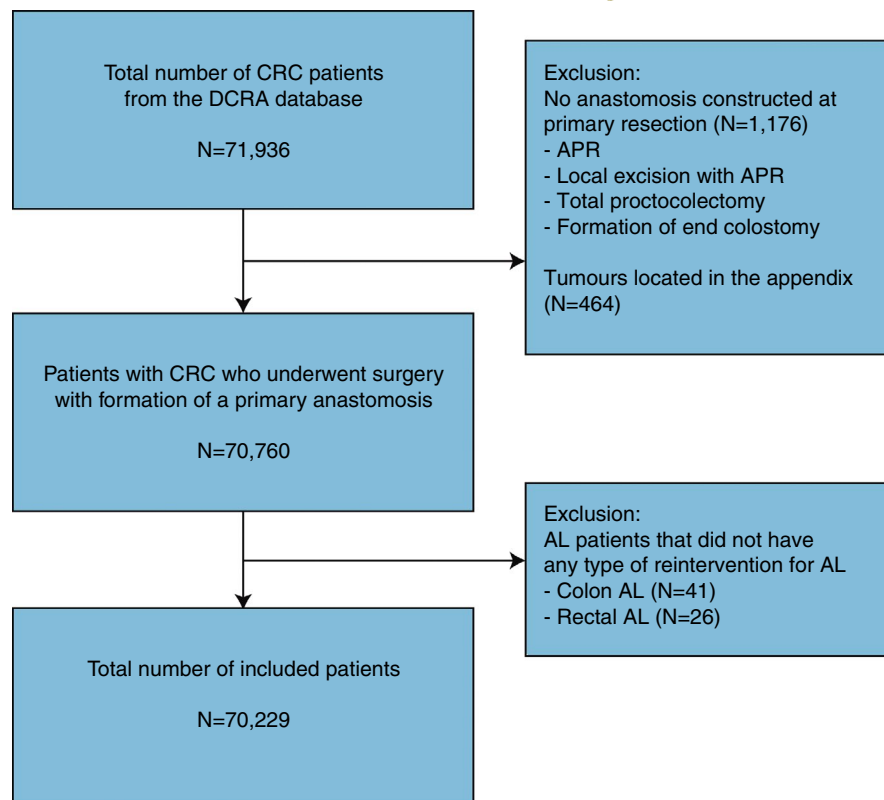 Total number of CRC patients
from the DCRA database
N=71,936
Exclusion:
No anastomosis constructed at
primary resection (N=1,176)
- APR
- Local excision with APR
- Total proctocolectomy
- Formation of end colostomy
Tumours located in the appendix
(N=464)
Patients with CRC who underwent surgery
with formation of a primary anastomosis
N=70,760
Exclusion:
AL patients that did not have
any type of reintervention for AL
- Colon AL (N=41)
- Rectal AL (N=26)
Total number of included patients
N=70,229